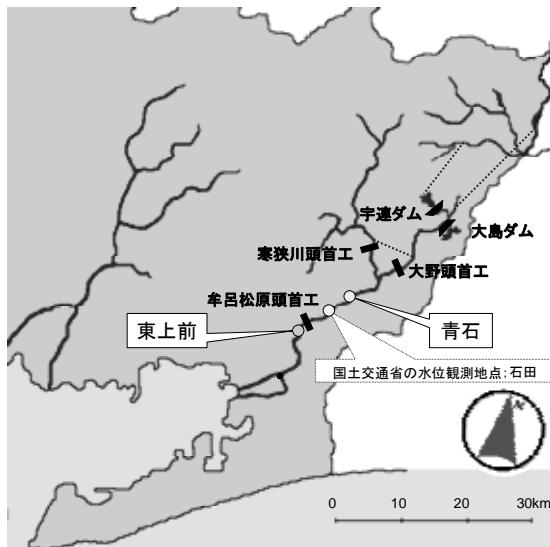 宇連ダム
大島ダム
寒狭川頭首工
大野頭首工
牟呂松原頭首工
東上前
青石
国土交通省の水位観測地点;石田
N
0 10 20 30km